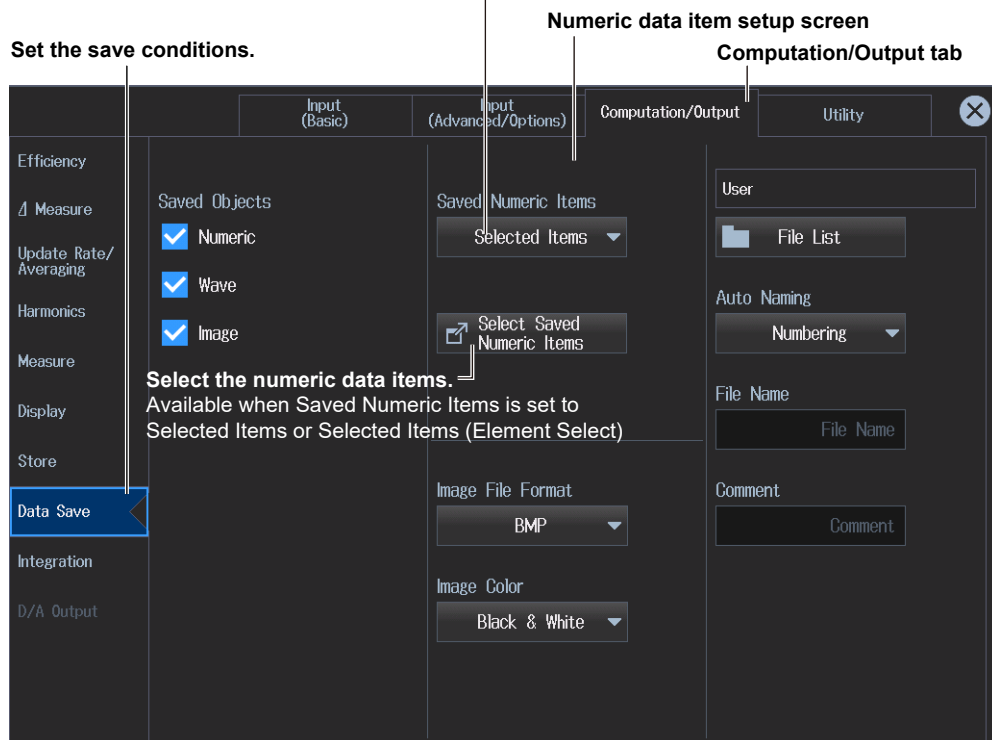 Numeric data item setup screen
Set the save conditions.
Computation/Output tab
Input
(Basic)
Input
(Advanced/Options)
Computation/Output
Utility
Efficiency
Δ Measure
Update Rate/
Averaging
Harmonics
Measure
Display
Store
Data Save
Integration
D/A Output
Saved Objects
Numeric
Wave
Image
Saved Numeric Items
Selected Items
Select Saved
Numeric Items
Select the numeric data items.
Available when Saved Numeric Items is set to
Selected Items or Selected Items (Element Select)
Image File Format
BMP
Image Color
Black & White
User
File List
Auto Naming
Numbering
File Name
File Name
Comment
Comment